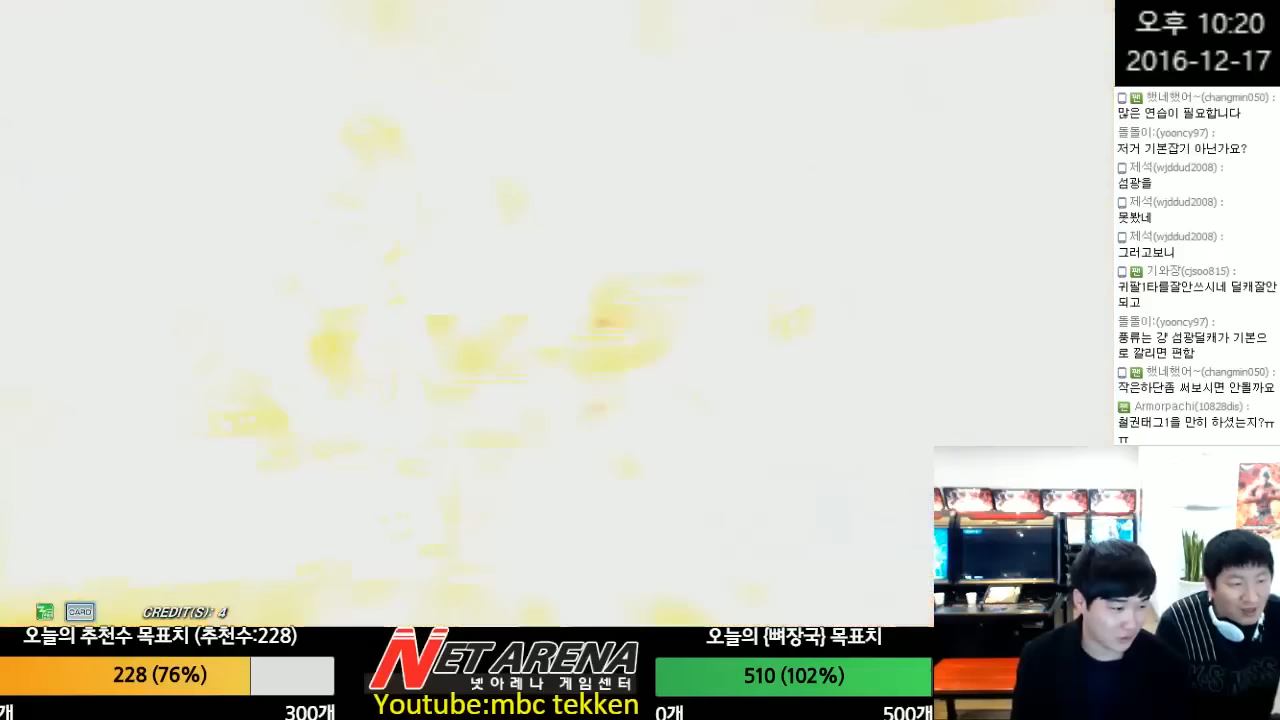 오후 10:20
2016-12-17
팬 했네했어~(changmin050) :
많은 연습이 필요합니다
돌돌이:(yooncy97) :
저거 기본잡기 아닌가요?
제석(wjddud2008) :
섬광을
제석(wjddud2008) :
못봤네
제석(wjddud2008) :
그러고보니
팬 기와장(cjsoo815) :
귀팔1타를잘안쓰시네 덜캐잘안
되고
돌돌이:(yooncy97) :
풍류는 걍 섬광덜캐가 기본으
로 깔리면 편함
팬 했네했어~(changmin050) :
작은하단좀 써보시면 안될까요
팬 Armorpachi(10828dis) :
철권태그1을 만히 하셨는지?ㅠ
ㅠ
CARD
CREDIT(S): 4
오늘의 추천수 목표치 (추천수:228)
228 (76%)
개
300개
NET ARENA
넷아레나 게임센터
Youtube:mbc tekken
오늘의 {뼈장국} 목표치
510 (102%)
0개
500개